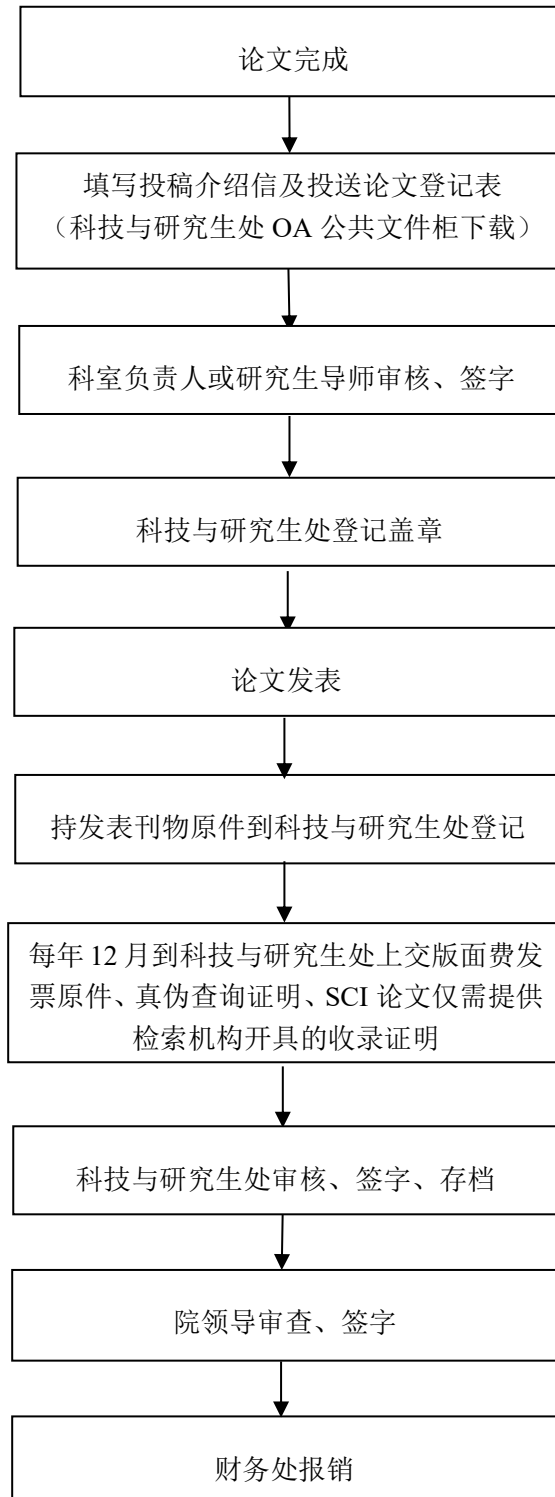 论文完成
填写投稿介绍信及投送论文登记表
（科技与研究生处 OA 公共文件柜下载）
科室负责人或研究生导师审核、签字
科技与研究生处登记盖章
论文发表
持发表刊物原件到科技与研究生处登记
每年 12 月到科技与研究生处上交版面费发
票原件、真伪查询证明、SCI 论文仅需提供
检索机构开具的收录证明
科技与研究生处审核、签字、存档
院领导审查、签字
财务处报销